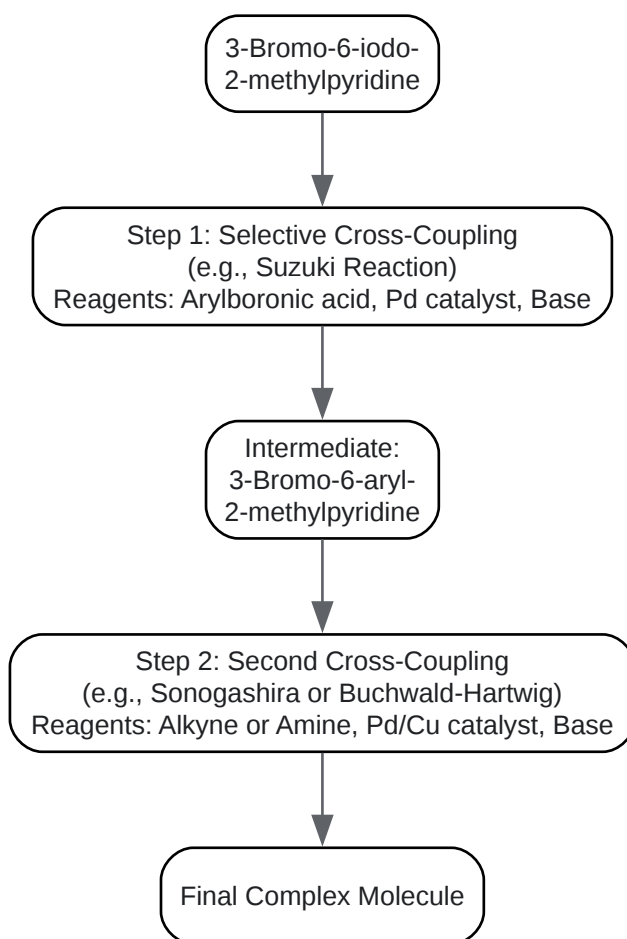 3-Bromo-6-iodo-
2-methylpyridine
Step 1: Selective Cross-Coupling
(e.g., Suzuki Reaction)
Reagents: Arylboronic acid, Pd catalyst, Base
Intermediate:
3-Bromo-6-aryl-
2-methylpyridine
Step 2: Second Cross-Coupling
(e.g., Sonogashira or Buchwald-Hartwig)
Reagents: Alkyne or Amine, Pd/Cu catalyst, Base
Final Complex Molecule